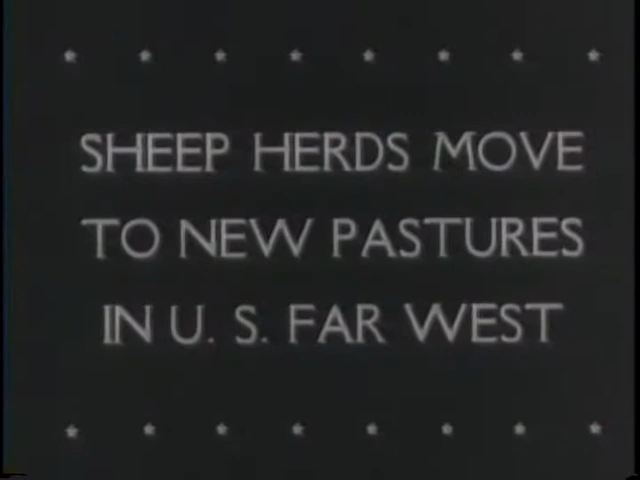 SHEEP HERDS MOVE
TO NEW PASTURES
IN U. S. FAR WEST